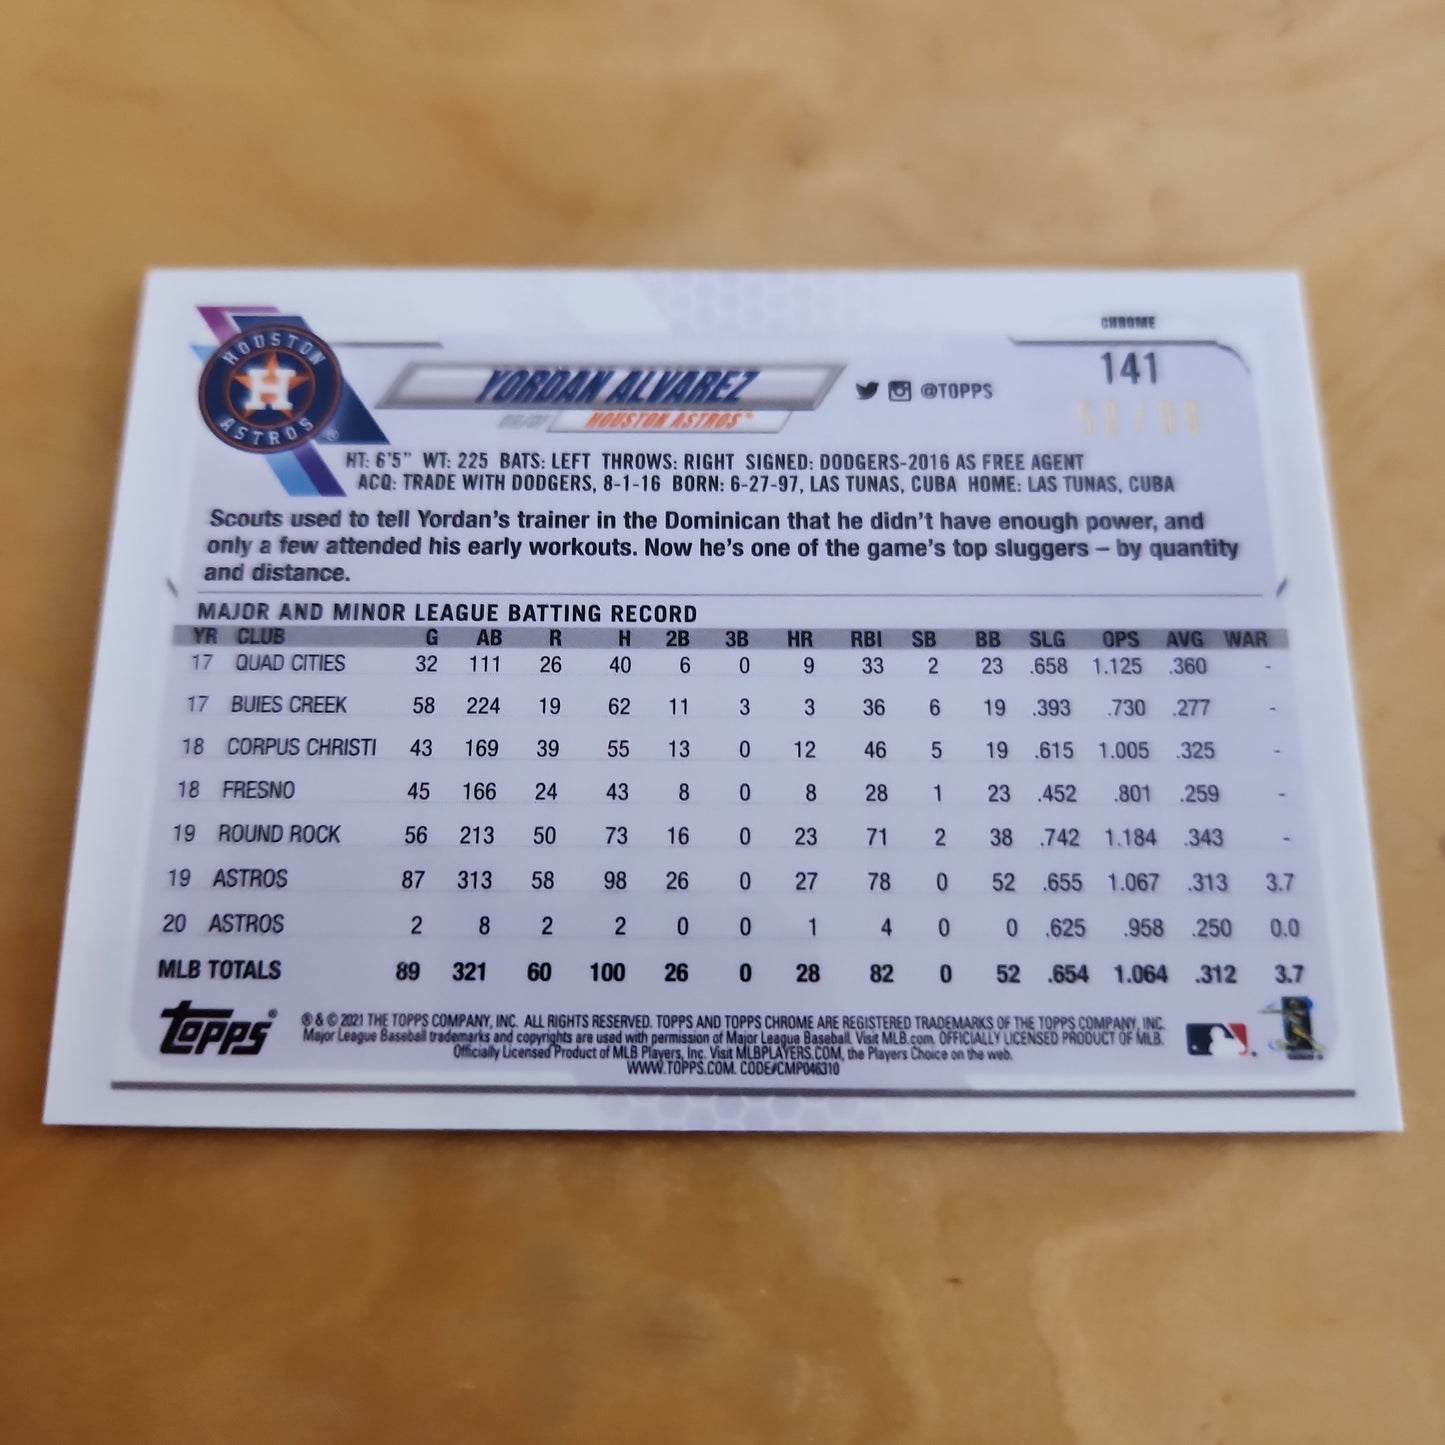 HOUSTON
ASTROS
H
CHROME
141
YORDAN ALVAREZ
HOUSTON ASTROS
@TOPPS
HT: 6'5" WT: 225 BATS: LEFT THROWS: RIGHT SIGNED: DODGERS-2016 AS FREE AGENT
ACQ: TRADE WITH DODGERS, 8-1-16 BORN: 6-27-97, LAS TUNAS, CUBA HOME: LAS TUNAS, CUBA
Scouts used to tell Yordan's trainer in the Dominican that he didn't have enough power, and
only a few attended his early workouts. Now he's one of the game's top sluggers – by quantity
and distance.
MAJOR AND MINOR LEAGUE BATTING RECORD
YR CLUB G AB R H 2B 3B HR RBI SB BB SLG OPS AVG WAR
17 QUAD CITIES 32 111 26 40 6 0 9 33 2 23 .658 1.125 .360 -
17 BUIES CREEK 58 224 19 62 11 3 3 36 6 19 .393 .730 .277 -
18 CORPUS CHRISTI 43 169 39 55 13 0 12 46 5 19 .615 1.005 .325 -
18 FRESNO 45 166 24 43 8 0 8 28 1 23 .452 .801 .259 -
19 ROUND ROCK 56 213 50 73 16 0 23 71 2 38 .742 1.184 .343 -
19 ASTROS 87 313 58 98 26 0 27 78 0 52 .655 1.067 .313 3.7
20 ASTROS 2 8 2 2 0 0 1 4 0 0 .625 .958 .250 0.0
MLB TOTALS 89 321 60 100 26 0 28 82 0 52 .654 1.064 .312 3.7
topps®
® & © 2021 THE TOPPS COMPANY, INC. ALL RIGHTS RESERVED. TOPPS AND TOPPS CHROME ARE REGISTERED TRADEMARKS OF THE TOPPS COMPANY, INC.
Major League Baseball trademarks and copyrights are used with permission of Major League Baseball. Visit MLB.com. OFFICIALLY LICENSED PRODUCT OF MLB.
Officially Licensed Product of MLB Players, Inc. Visit MLBPLAYERS.COM, the Players Choice on the web.
WWW.TOPPS.COM. CODE#CMP046310